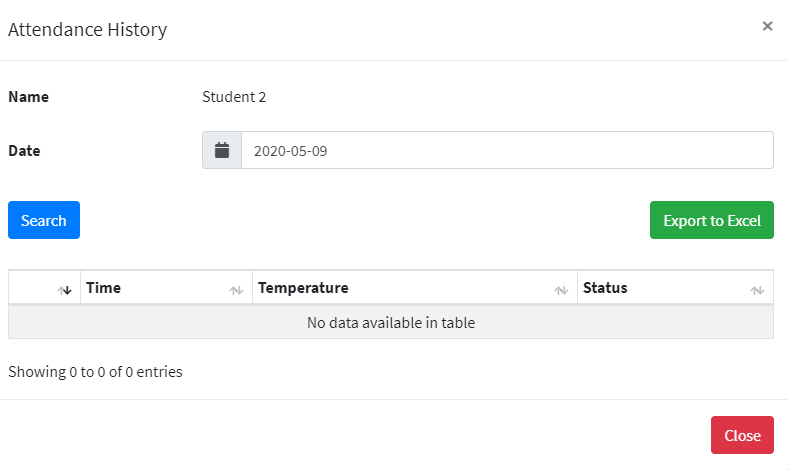 Attendance History ×
Name Student 2
Date 2020-05-09
Search Export to Excel
Time Temperature Status
No data available in table
Showing 0 to 0 of 0 entries
Close